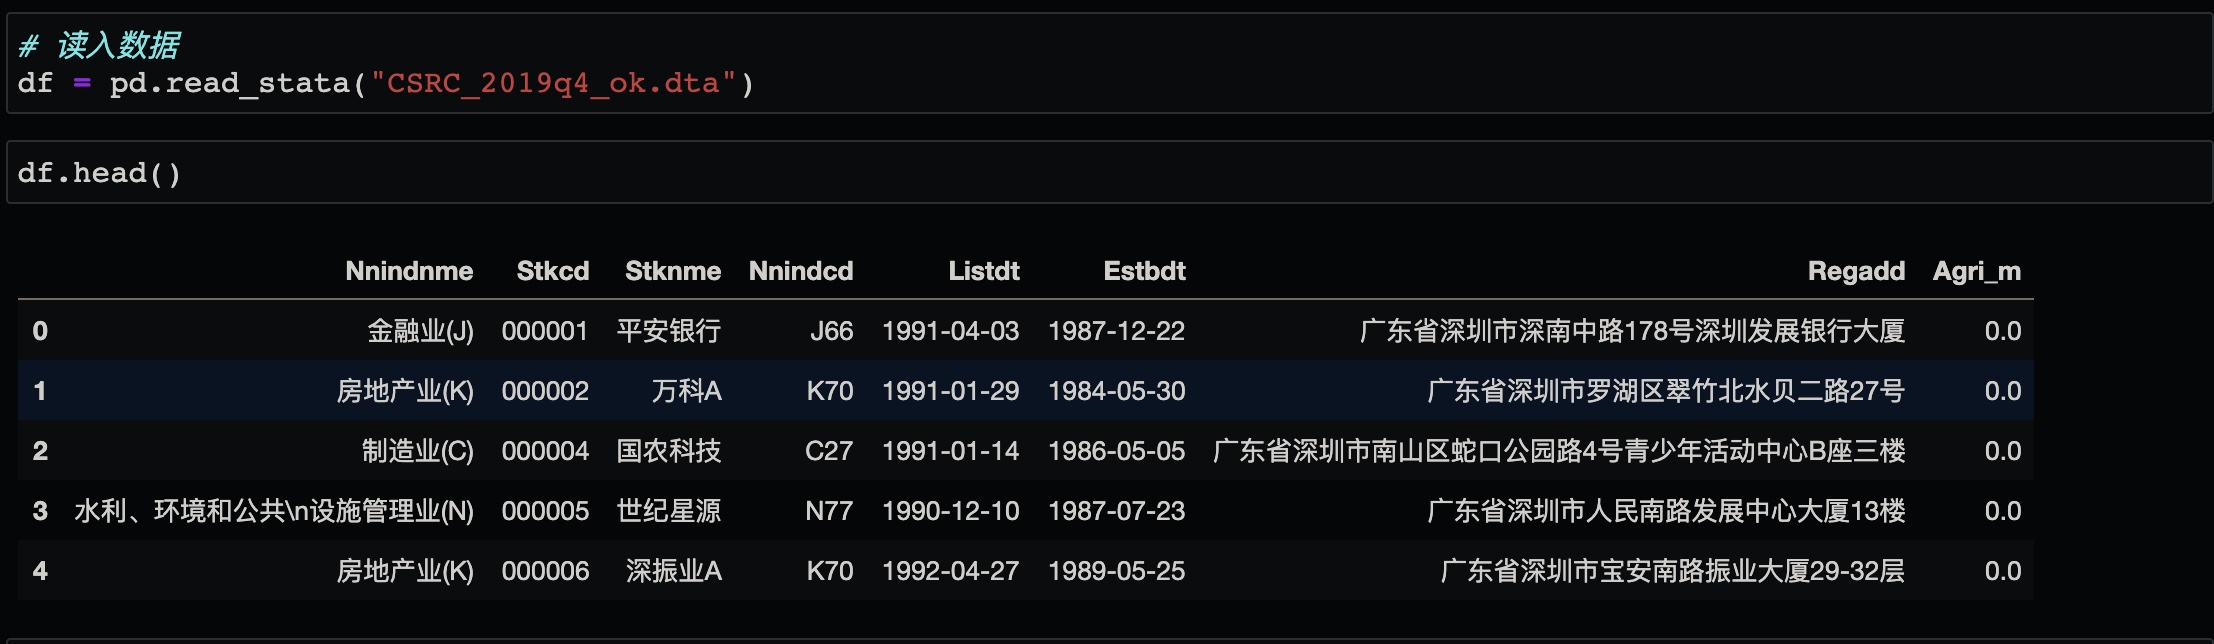 # 读入数据
df = pd.read_stata("CSRC_2019q4_ok.dta")
df.head()
Nnindnme Stkcd Stknme Nnindcd Listdt Estbdt Regadd Agri_m
0 金融业(J) 000001 平安银行 J66 1991-04-03 1987-12-22 广东省深圳市深南中路178号深圳发展银行大厦 0.0
1 房地产业(K) 000002 万科A K70 1991-01-29 1984-05-30 广东省深圳市罗湖区翠竹北水贝二路27号 0.0
2 制造业(C) 000004 国农科技 C27 1991-01-14 1986-05-05 广东省深圳市南山区蛇口公园路4号青少年活动中心B座三楼 0.0
3 水利、环境和公共\n设施管理业(N) 000005 世纪星源 N77 1990-12-10 1987-07-23 广东省深圳市人民南路发展中心大厦13楼 0.0
4 房地产业(K) 000006 深振业A K70 1992-04-27 1989-05-25 广东省深圳市宝安南路振业大厦29-32层 0.0